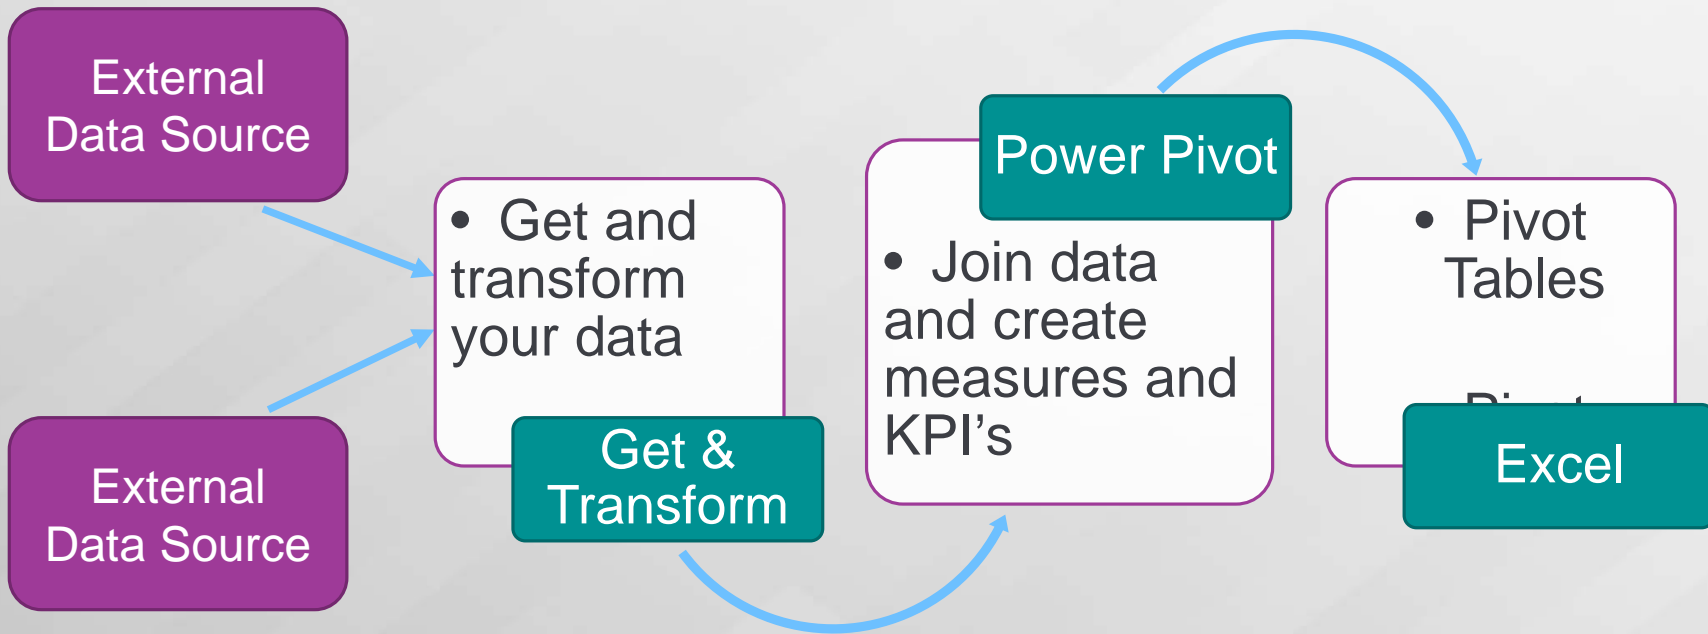 External
Data Source
External
Data Source
• Get and
transform
your data
Get &
Transform
Power Pivot
• Join data
and create
measures and
KPI’s
• Pivot
Tables
Excel